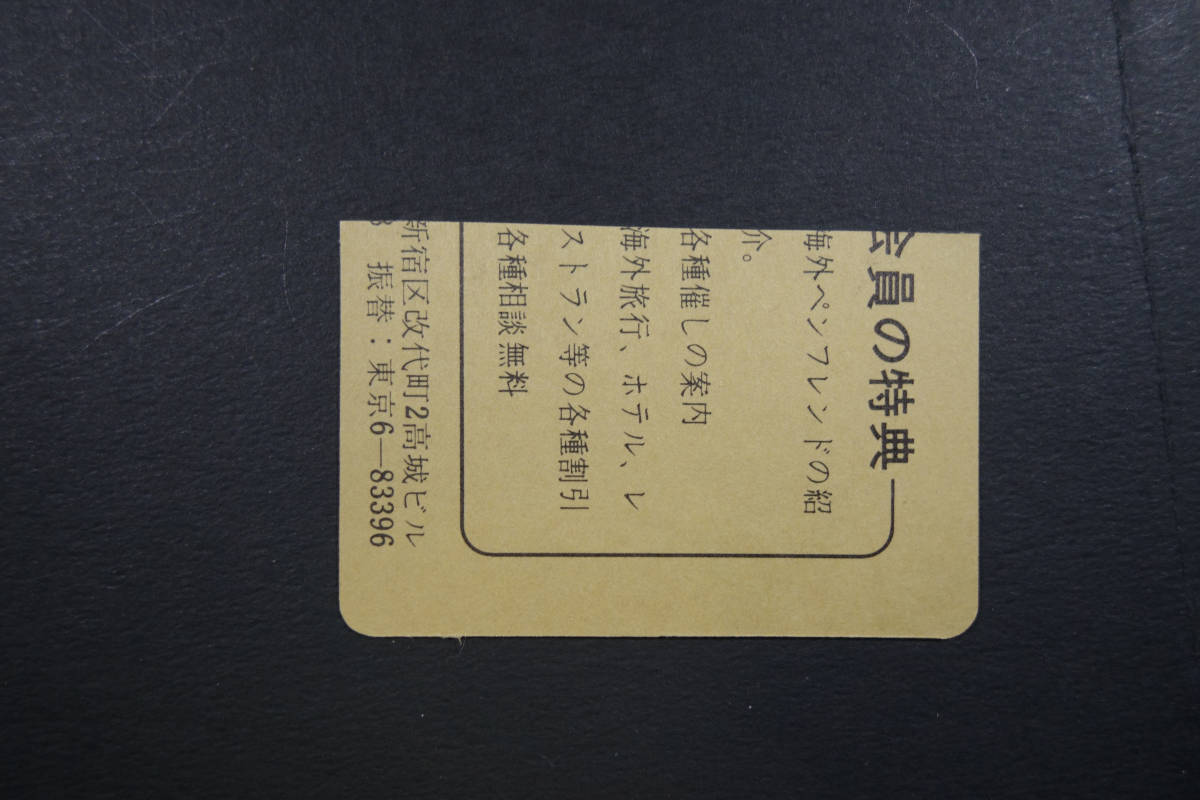 会員の特典
海外ペンフレンドの紹
介。
各種催しの案内
海外旅行、ホテル、レ
ストラン等の各種割引
各種相談無料
新宿区改代町2高城ビル
3 振替:東京6-83396